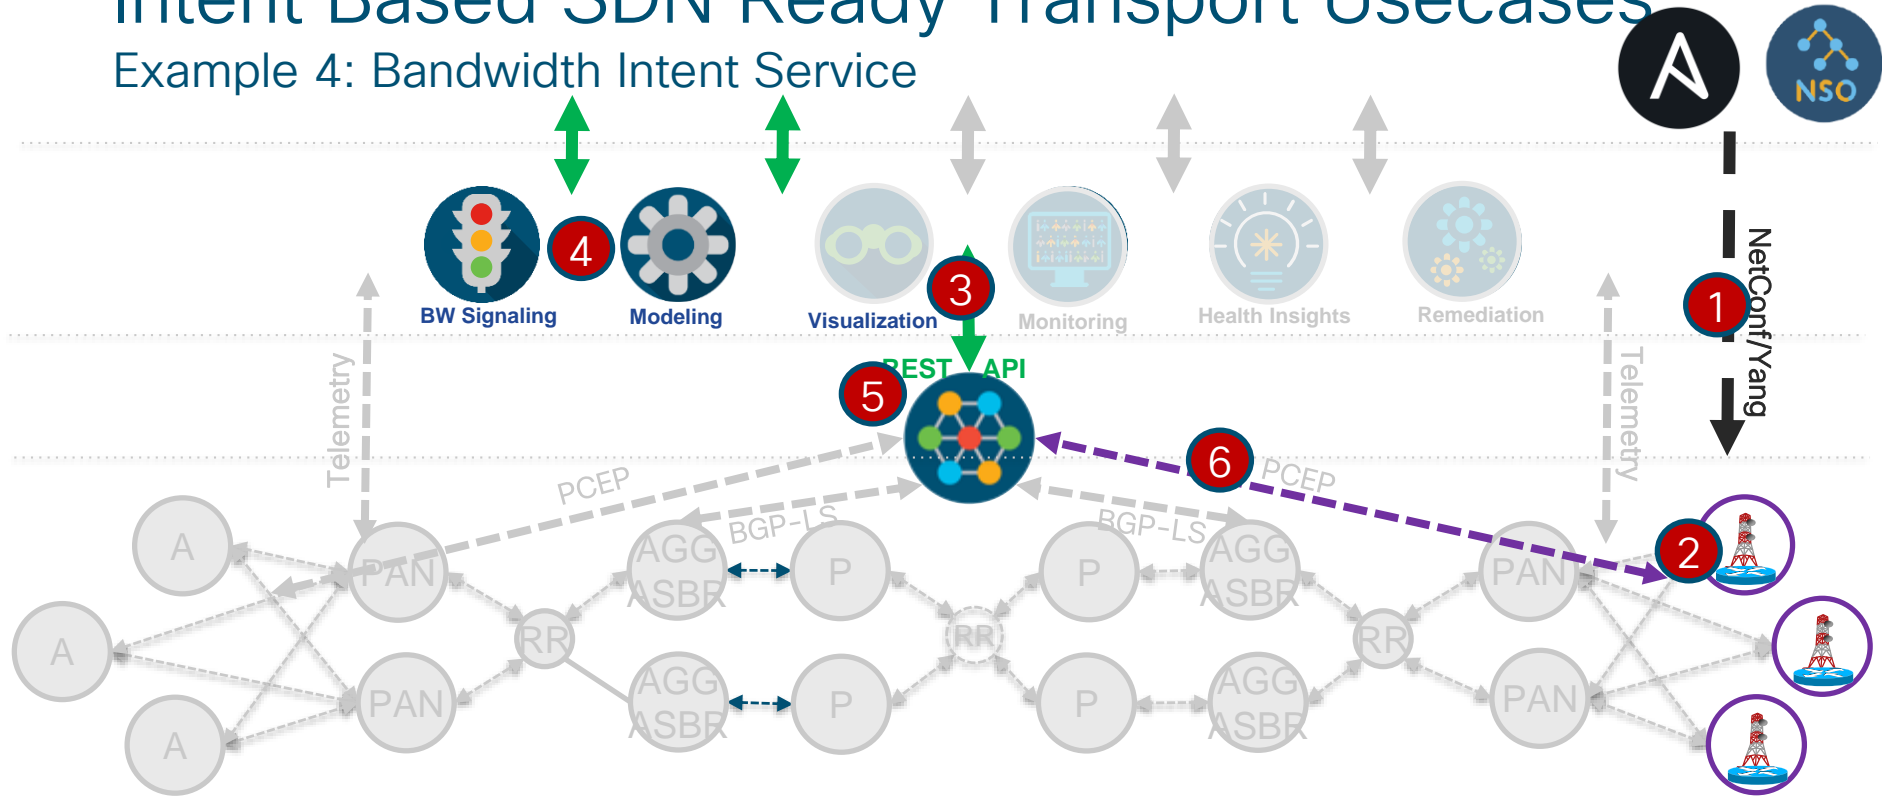 Intent Based SDN Ready Transport Usecases
Example 4: Bandwidth Intent Service
NSO
4
3
1
BW Signaling
Modeling
Visualization
Monitoring
Health Insights
Remediation
NetConf/Yang
Telemetry
Telemetry
REST API
5
6
PCEP
PCEP
BGP-LS
BGP-LS
2
A
PAN
AGG
ASBR
P
P
AGG
ASBR
PAN
A
RR
RR
RR
A
PAN
AGG
ASBR
P
P
AGG
ASBR
PAN